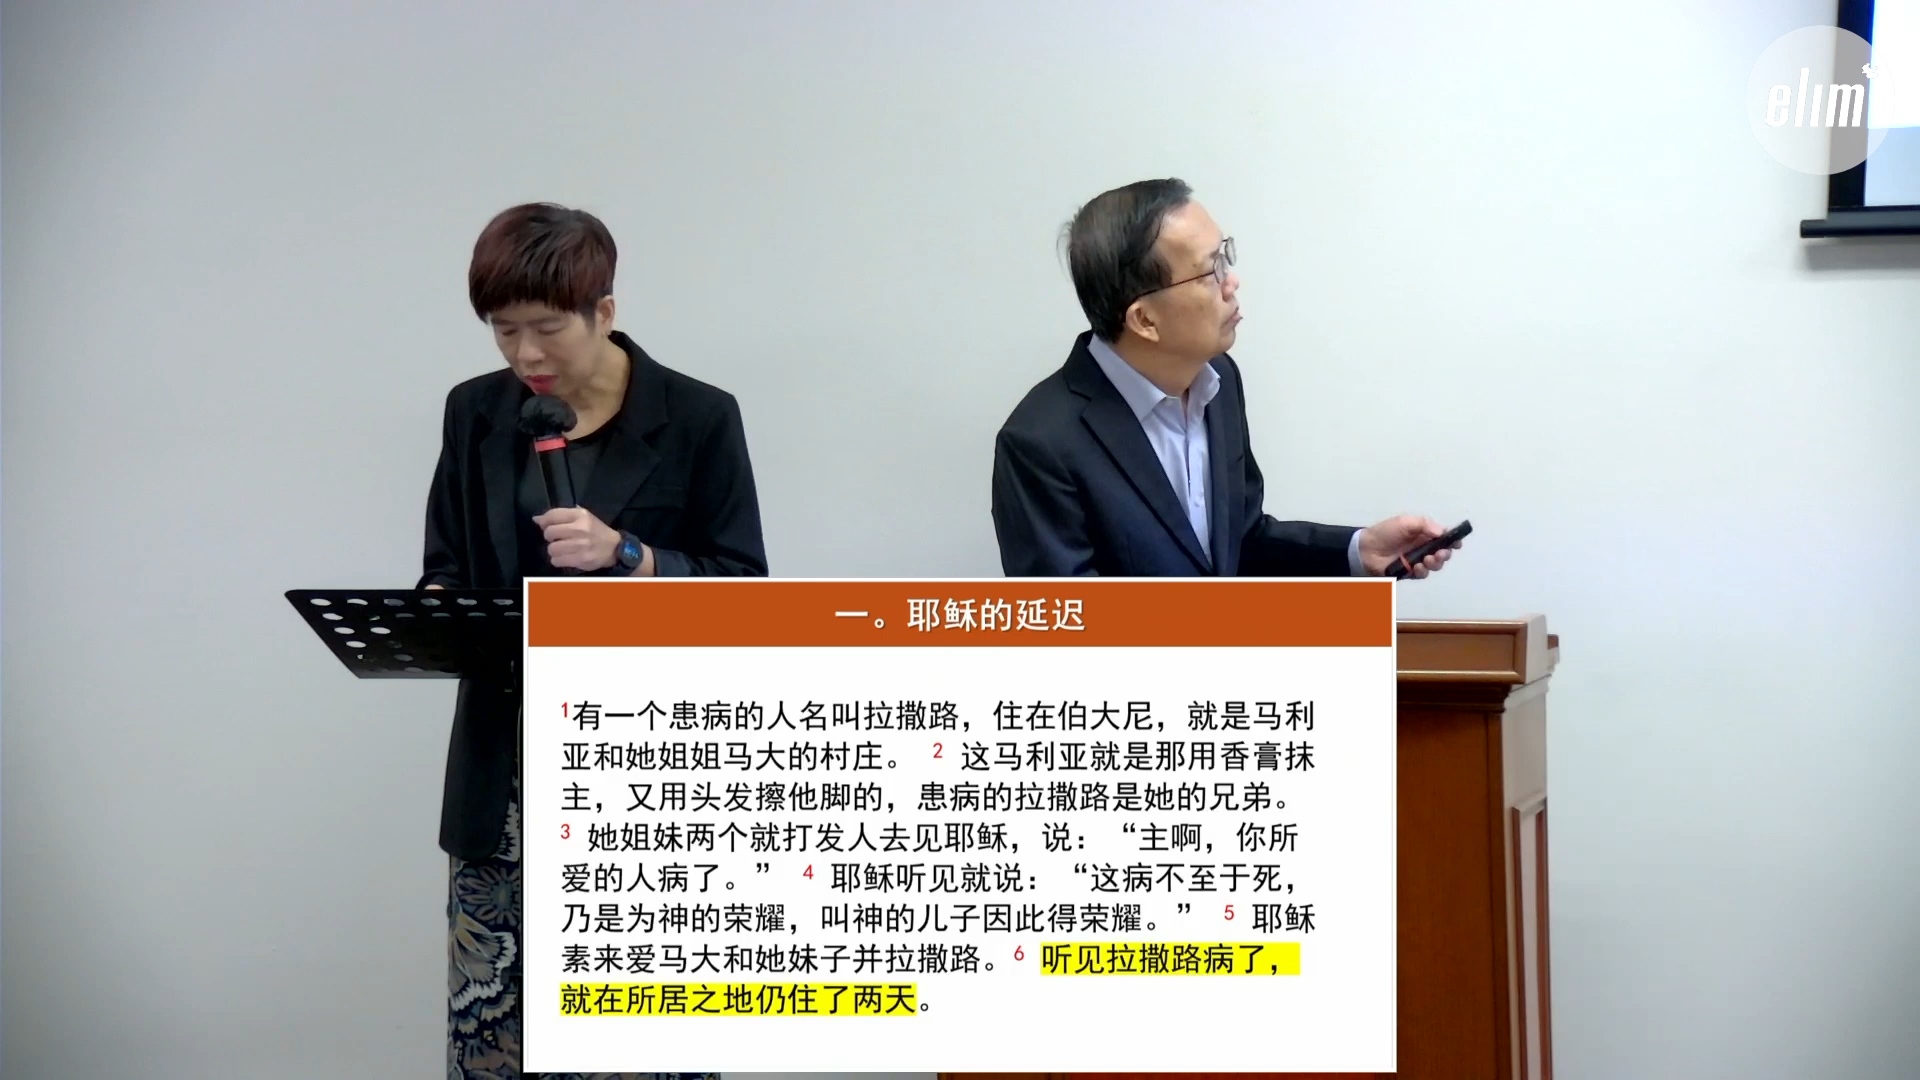 elim
一。耶稣的延迟
1有一个患病的人名叫拉撒路，住在伯大尼，就是马利
亚和她姐姐马大的村庄。 2 这马利亚就是那用香膏抹
主，又用头发擦他脚的，患病的拉撒路是她的兄弟。
3 她姐妹两个就打发人去见耶稣，说：“主啊，你所
爱的人病了。” 4 耶稣听见就说：“这病不至于死，
乃是为神的荣耀，叫神的儿子因此得荣耀。” 5 耶稣
素来爱马大和她妹子并拉撒路。6 听见拉撒路病了，
就在所居之地仍住了两天。